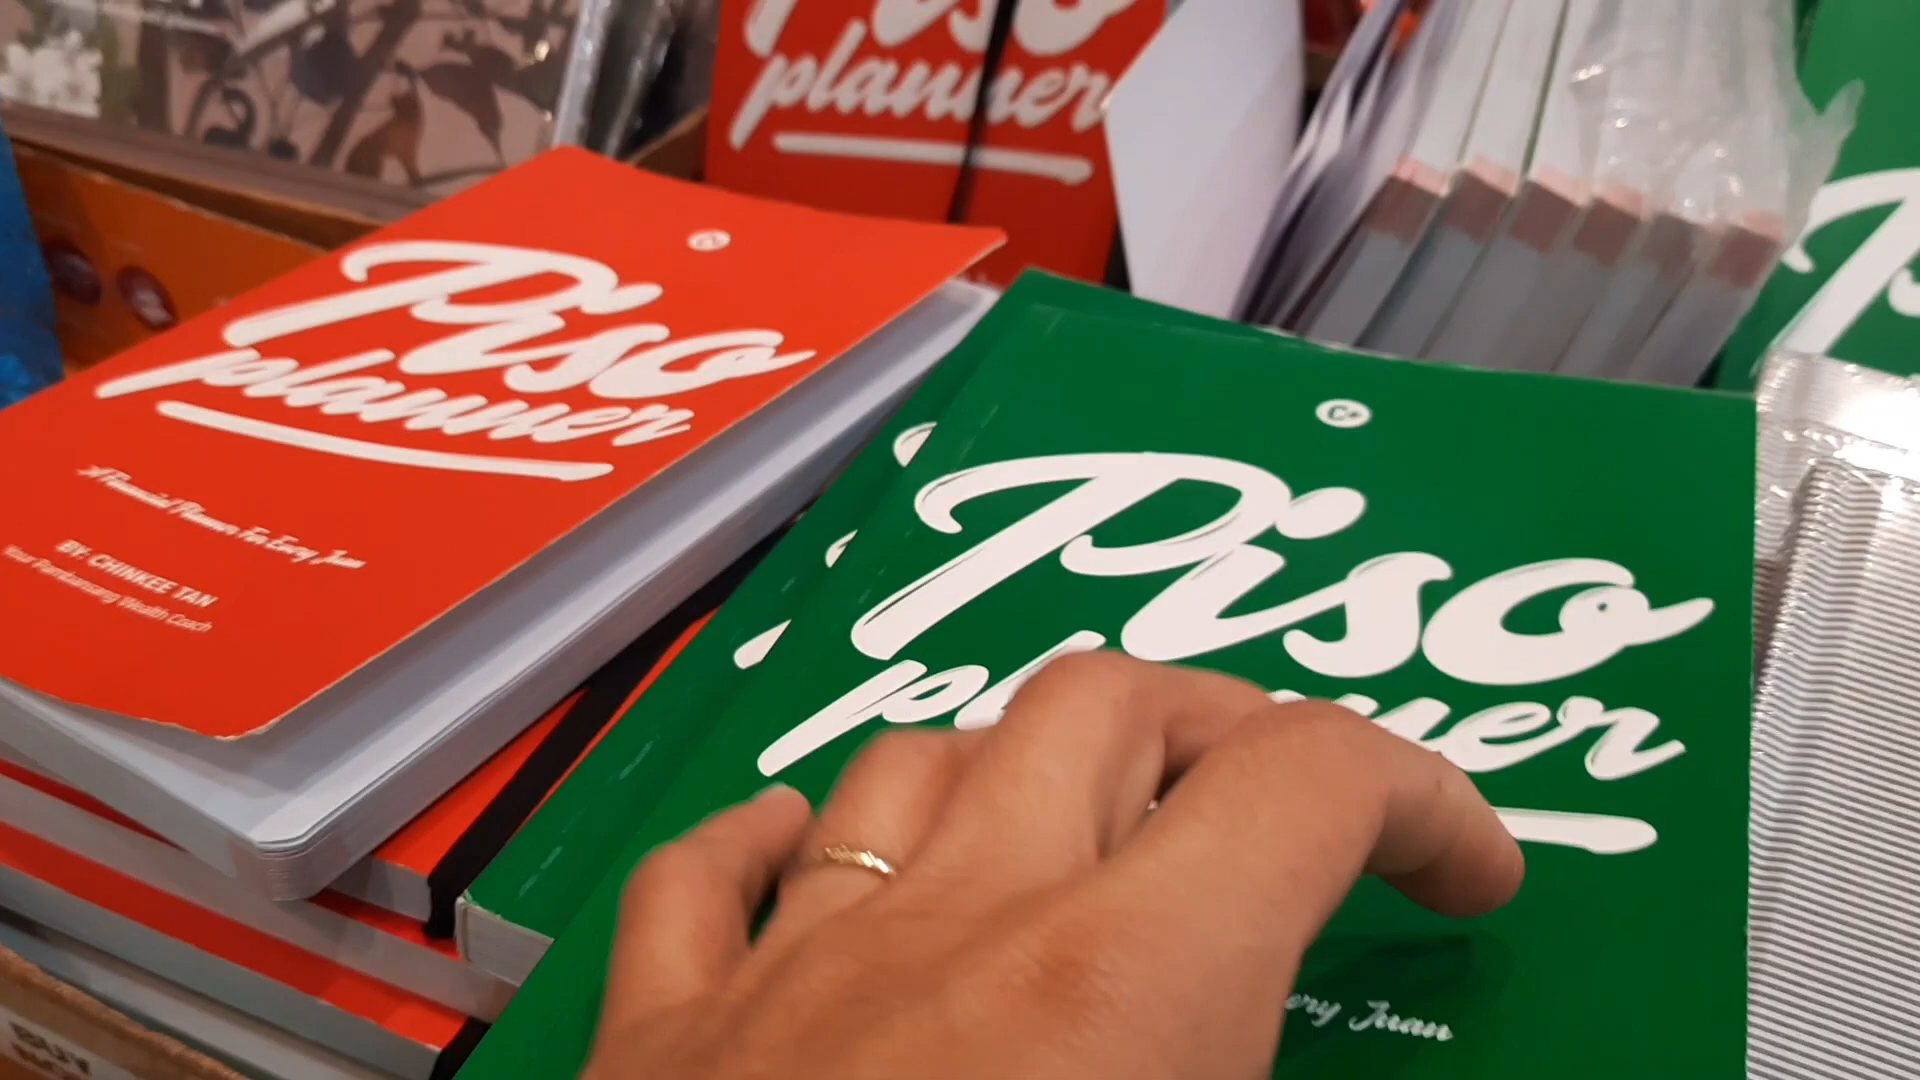 Piso
planner
Piso
planner
A Financial Planner For Every Juan
BY: CHINKEE TAN
Your Pambansang Wealth Coach
Piso
ery Juan
BUY